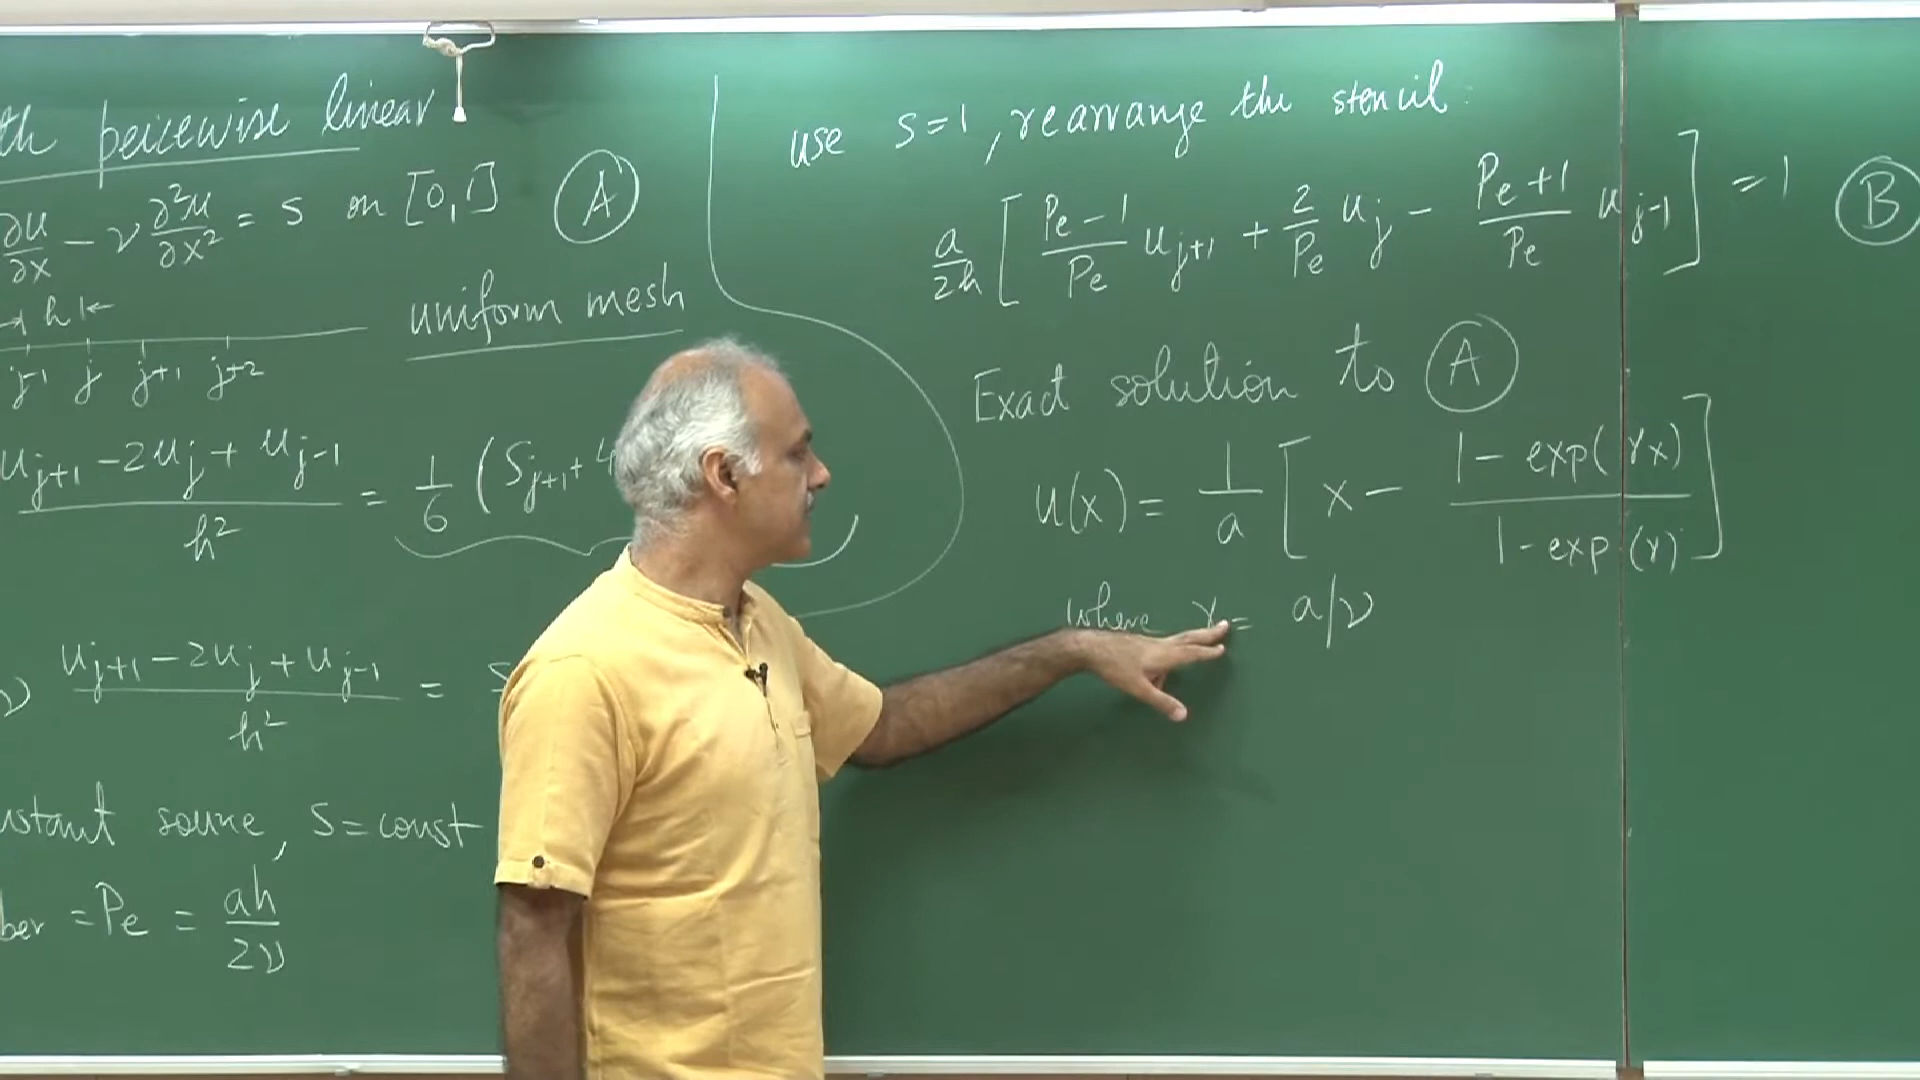 th peicewise linear
∂u/∂x - ν ∂²u/∂x² = s on [0,1] (A)
→| h |←
uniform mesh
j-1 j j+1 j+2
(u_{j+1} - 2u_j + u_{j-1})/h² = 1/6 (S_{j+1} + 4
ν (u_{j+1} - 2u_j + u_{j-1})/h² = s
nstant source, s = const
ber = Pe = ah/2ν
use s=1, rearrange the stencil:
a/2h [ (Pe-1)/Pe u_{j+1} + 2/Pe u_j - (Pe+1)/Pe u_{j-1} ] = 1 (B)
Exact solution to (A)
u(x) = 1/a [ x - (1 - exp(γx))/(1 - exp(γ)) ]
where γ = a/ν